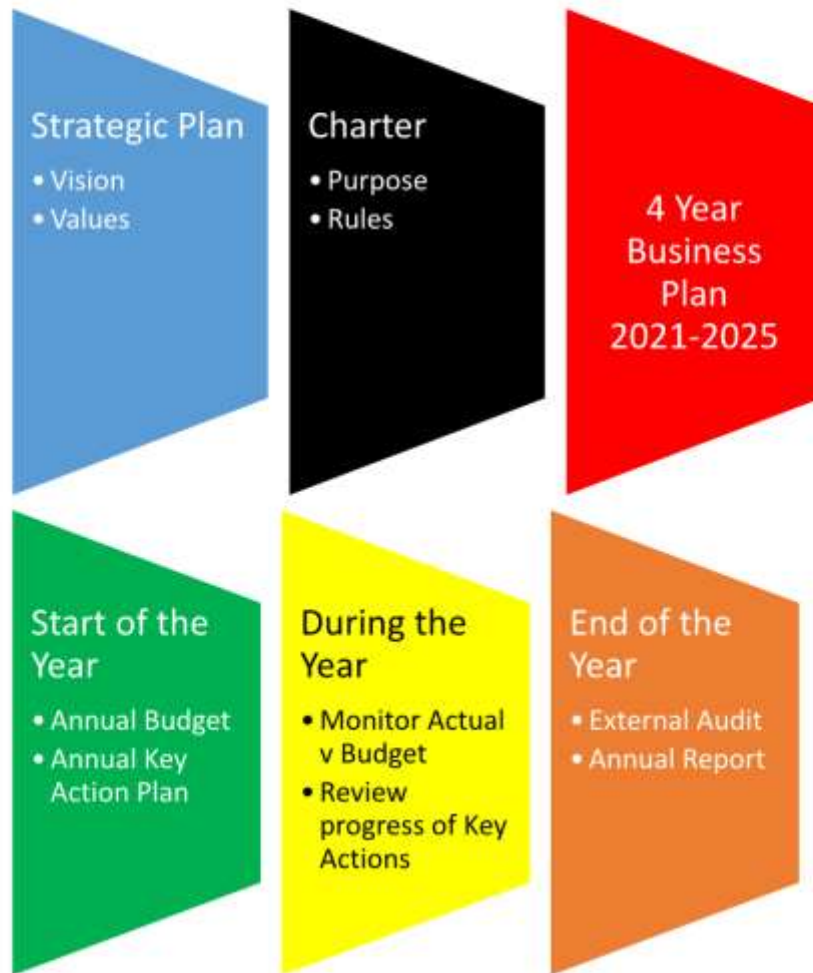 Strategic Plan
• Vision
• Values
Charter
• Purpose
• Rules
4 Year
Business
Plan
2021-2025
Start of the
Year
• Annual Budget
• Annual Key
Action Plan
During the
Year
• Monitor Actual
v Budget
• Review
progress of Key
Actions
End of the
Year
• External Audit
• Annual Report